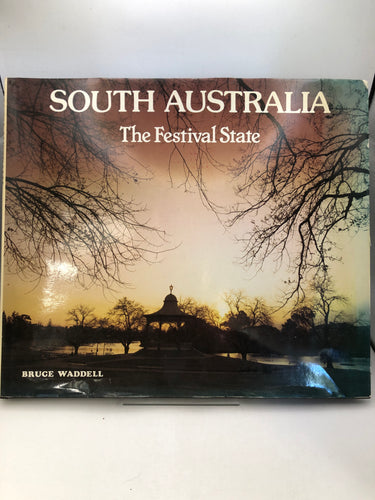 SOUTH AUSTRALIA
The Festival State
BRUCE WADDELL